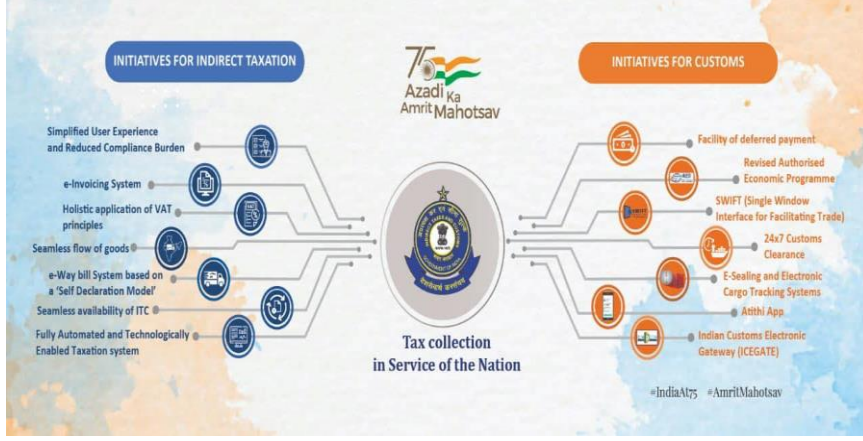 INITIATIVES FOR INDIRECT TAXATION
75
Azadi Ka
Amrit Mahotsav
INITIATIVES FOR CUSTOMS
Simplified User Experience
and Reduced Compliance Burden
e-Invoicing System
Holistic application of VAT
principles
Seamless flow of goods
e-Way bill System based on
a 'Self Declaration Model'
Seamless availability of ITC
Fully Automated and Technologically
Enabled Taxation system
Tax collection
in Service of the Nation
Facility of deferred payment
Revised Authorised
Economic Programme
SWIFT (Single Window
Interface for Facilitating Trade)
24x7 Customs
Clearance
E-Sealing and Electronic
Cargo Tracking Systems
Atithi App
Indian Customs Electronic
Gateway (ICEGATE)
#IndiaAt75 #AmritMahotsav